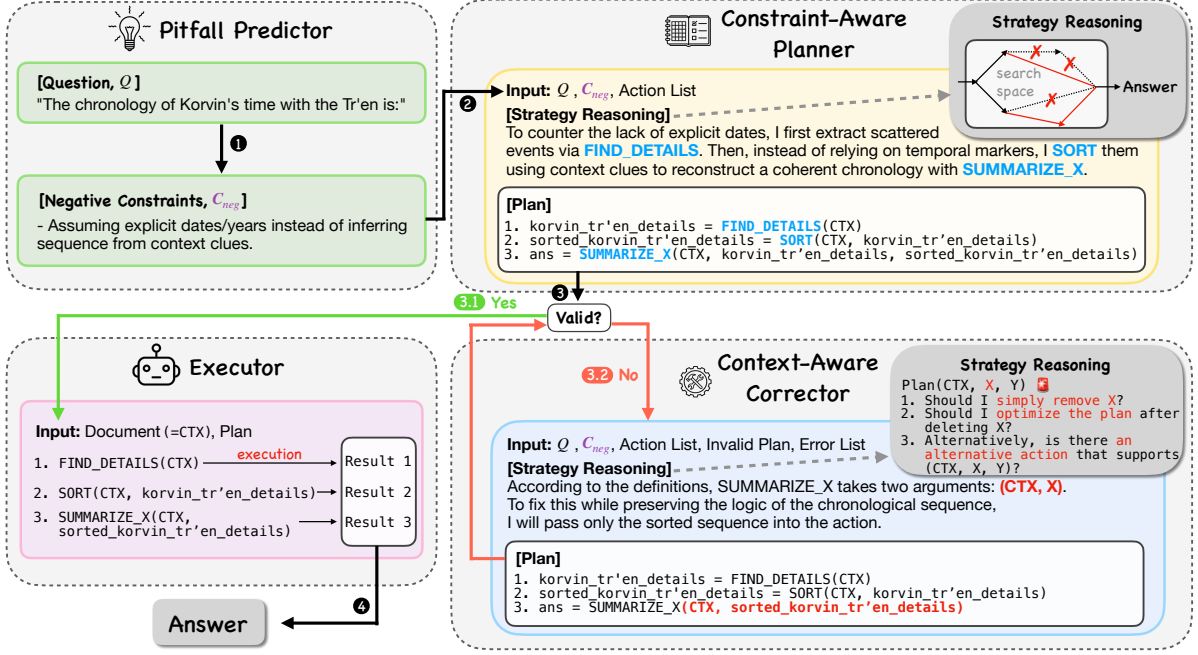 Pitfall Predictor
[Question, Q ]
"The chronology of Korvin's time with the Tr'en is:"
❶
[Negative Constraints, Cneg]
- Assuming explicit dates/years instead of inferring
sequence from context clues.
❷
Constraint-Aware
Planner
Input: Q , Cneg, Action List
[Strategy Reasoning]
To counter the lack of explicit dates, I first extract scattered
events via FIND_DETAILS. Then, instead of relying on temporal markers, I SORT them
using context clues to reconstruct a coherent chronology with SUMMARIZE_X.
[Plan]
1. korvin_tr'en_details = FIND_DETAILS(CTX)
2. sorted_korvin_tr'en_details = SORT(CTX, korvin_tr’en_details)
3. ans = SUMMARIZE_X(CTX, korvin_tr’en_details, sorted_korvin_tr’en_details)
Strategy Reasoning
search
space
Answer
❸
Valid?
3.1 Yes
3.2 No
Executor
Input: Document (=CTX), Plan
1. FIND_DETAILS(CTX)
execution
Result 1
2. SORT(CTX, korvin_tr’en_details)
Result 2
3. SUMMARIZE_X(CTX,
sorted_korvin_tr’en_details)
Result 3
❹
Answer
Context-Aware
Corrector
Input: Q , Cneg, Action List, Invalid Plan, Error List
[Strategy Reasoning]
According to the definitions, SUMMARIZE_X takes two arguments: (CTX, X).
To fix this while preserving the logic of the chronological sequence,
I will pass only the sorted sequence into the action.
[Plan]
1. korvin_tr'en_details = FIND_DETAILS(CTX)
2. sorted_korvin_tr'en_details = SORT(CTX, korvin_tr’en_details)
3. ans = SUMMARIZE_X(CTX, sorted_korvin_tr’en_details)
Strategy Reasoning
Plan(CTX, X, Y)
1. Should I simply remove X?
2. Should I optimize the plan after
deleting X?
3. Alternatively, is there an
alternative action that supports
(CTX, X, Y)?